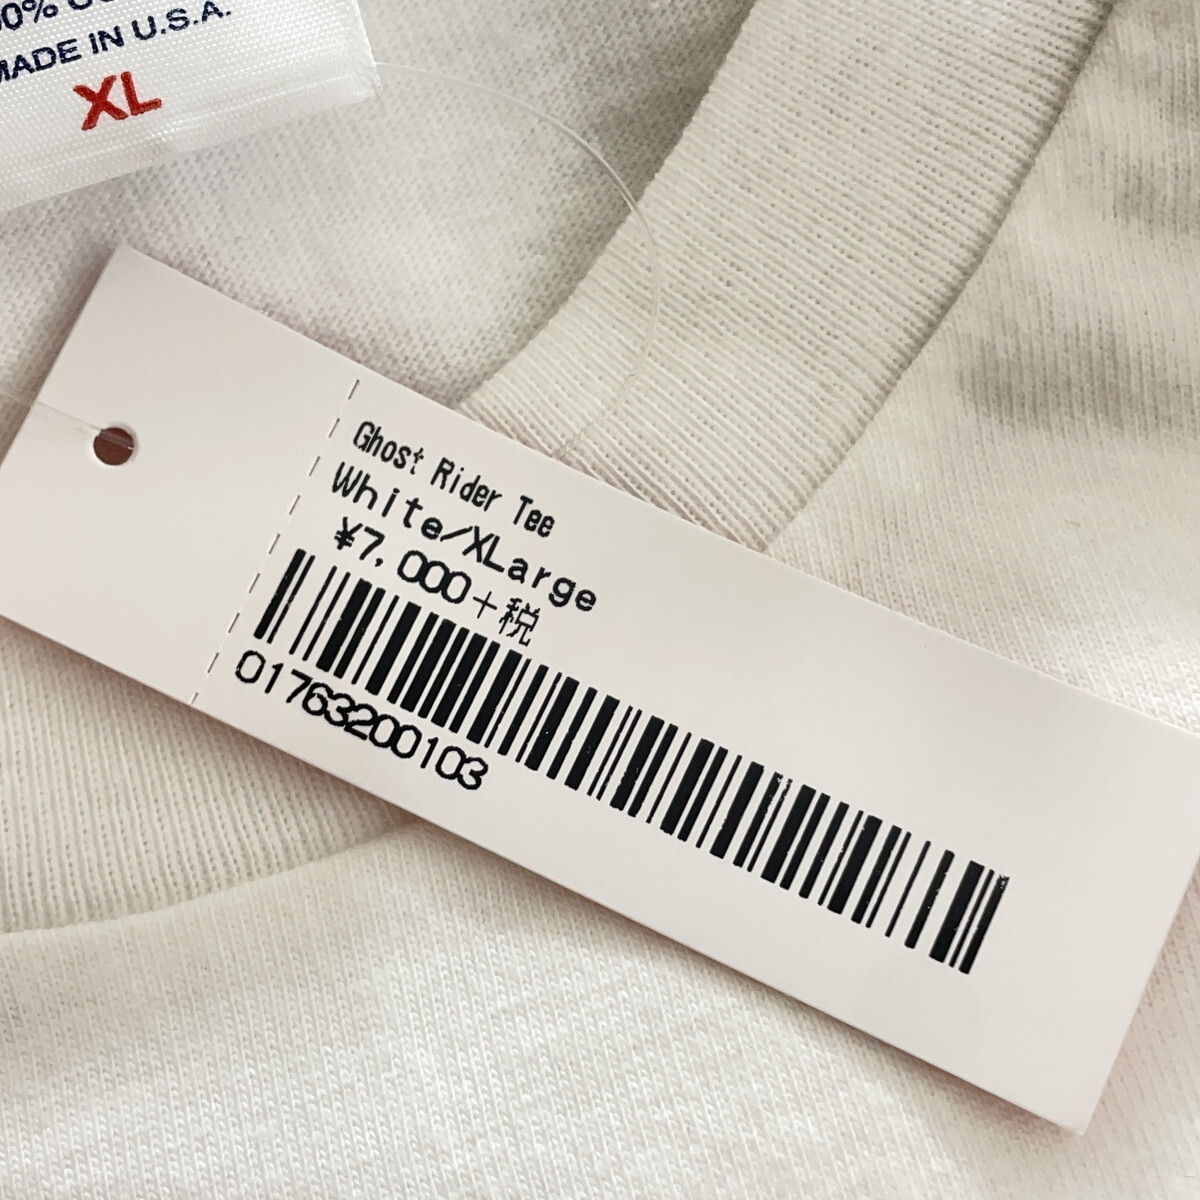 MADE IN U.S.A.
XL
Ghost Rider Tee
White/XLarge
¥7,000+税
01763200103